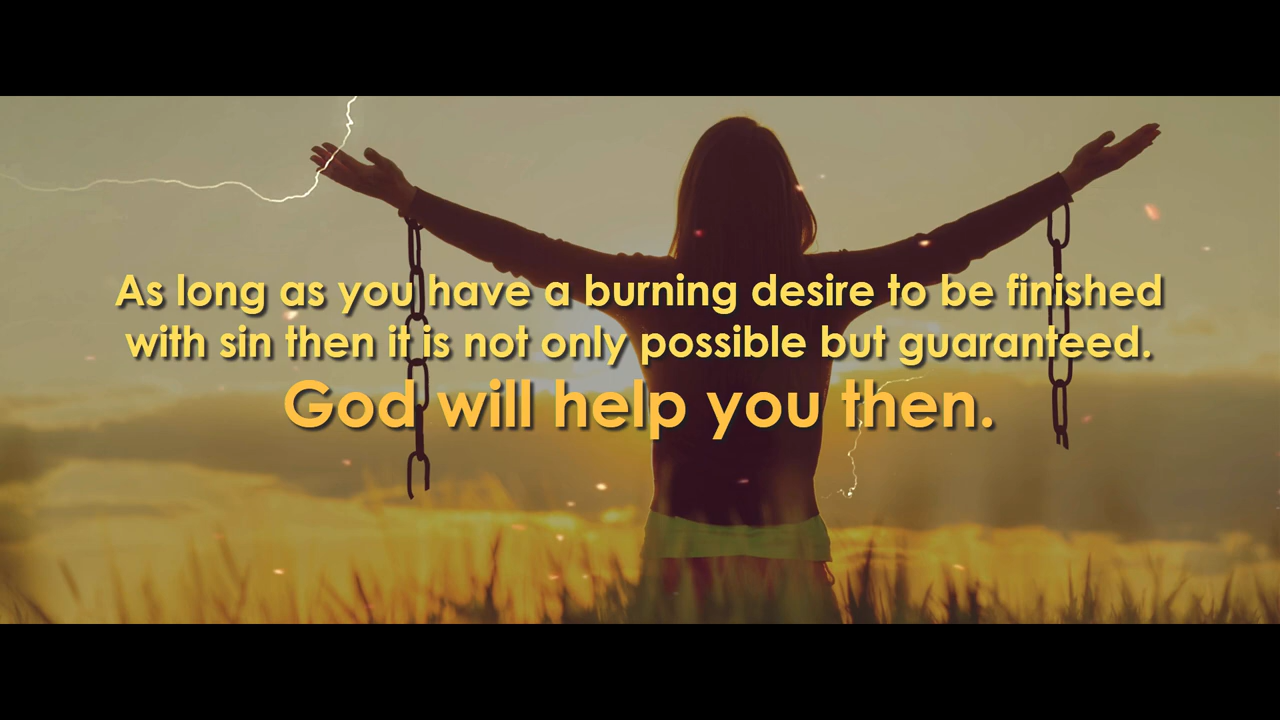 As long as you have a burning desire to be finished
with sin then it is not only possible but guaranteed.
God will help you then.